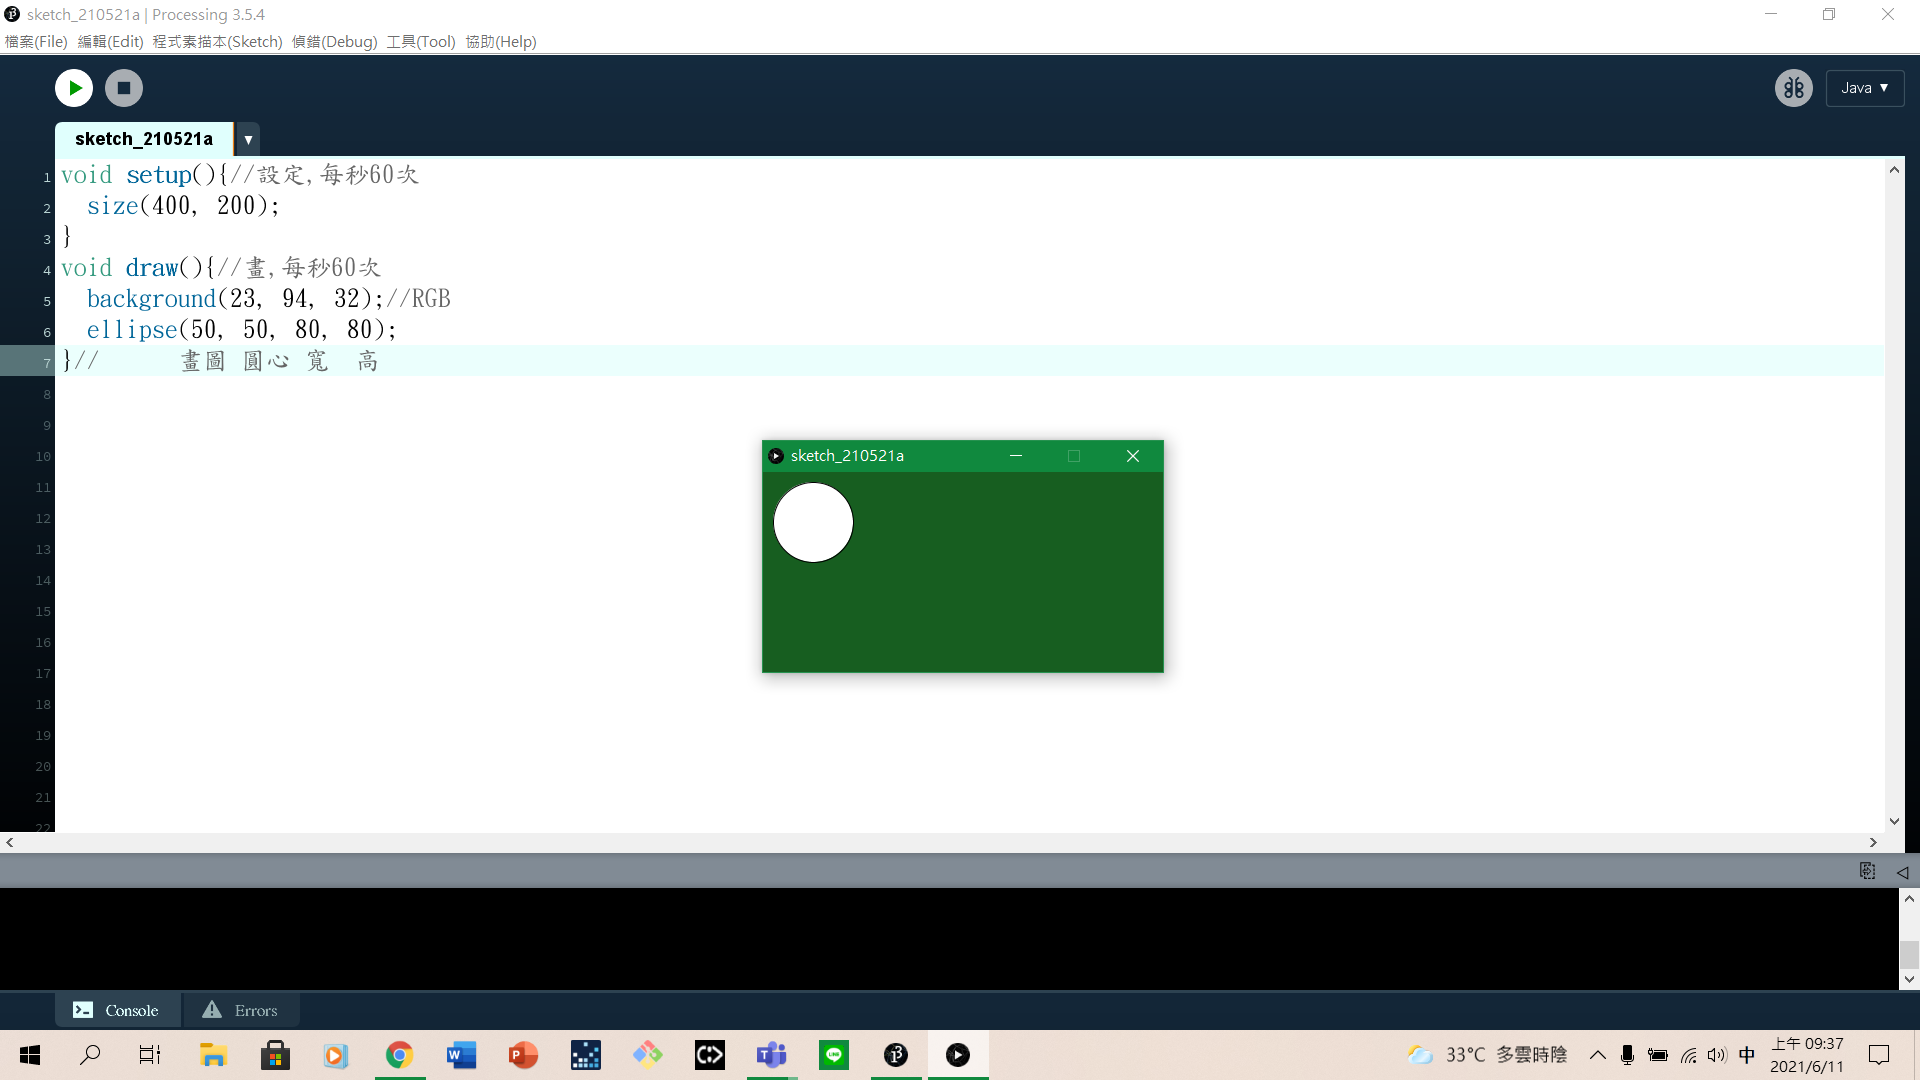 sketch_210521a | Processing 3.5.4
檔案(File) 編輯(Edit) 程式素描本(Sketch) 偵錯(Debug) 工具(Tool) 協助(Help)
Java ▼
sketch_210521a ▼
1 void setup(){//設定,每秒60次
2   size(400, 200);
3 }
4 void draw(){//畫,每秒60次
5   background(23, 94, 32);//RGB
6   ellipse(50, 50, 80, 80);
7 }//      畫圖 圓心 寬  高
8
9
10
11
12
13
14
15
16
17
18
19
20
21
22
sketch_210521a
Console Errors
33°C 多雲時陰 中 上午 09:37
2021/6/11